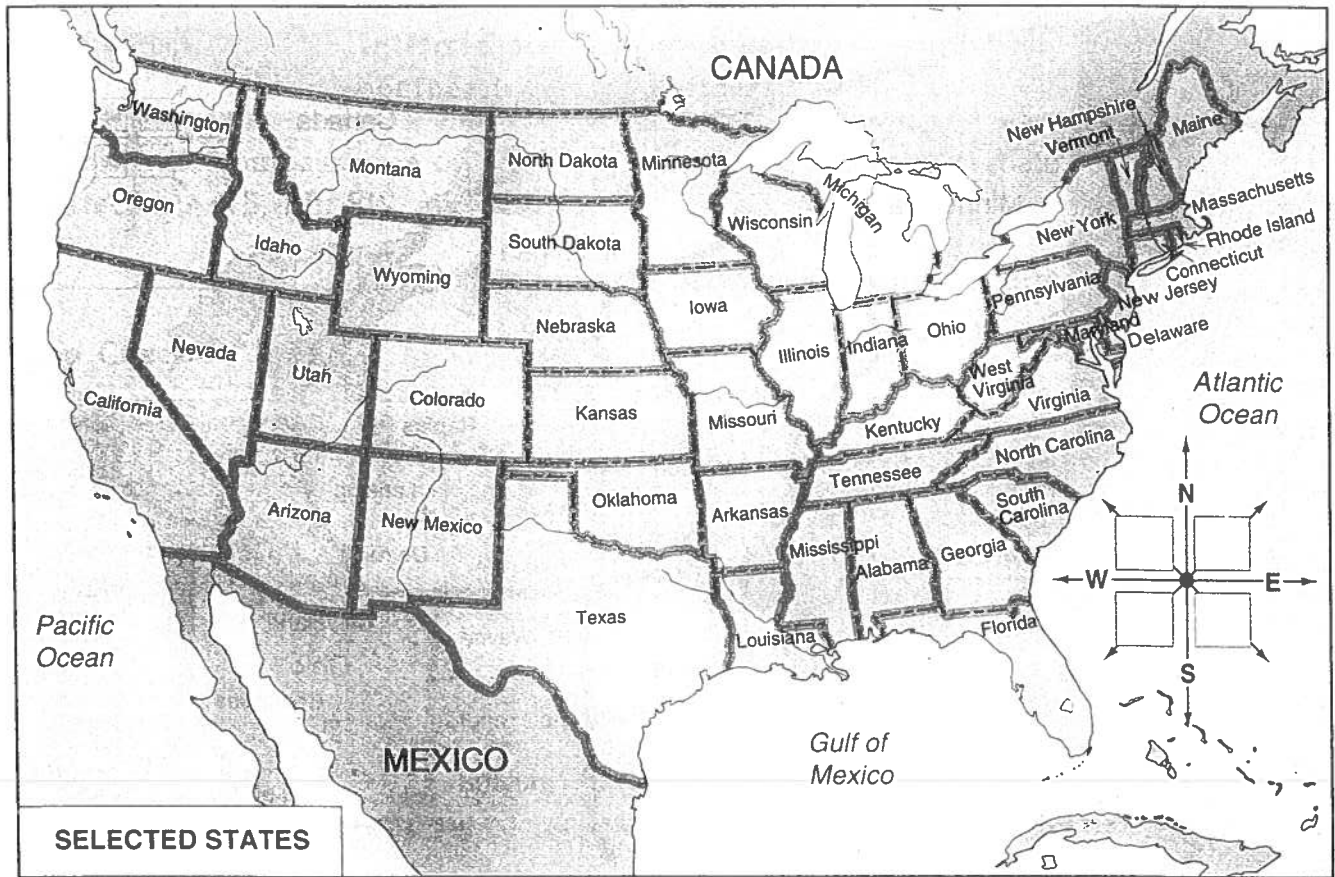 CANADA
Washington
Montana
North Dakota
Minnesota
New Hampshire
Vermont
Maine
Oregon
Idaho
Wyoming
South Dakota
Wisconsin
Michigan
New York
Massachusetts
Rhode Island
Connecticut
Nevada
Utah
Colorado
Nebraska
Iowa
Illinois
Indiana
Ohio
Pennsylvania
New Jersey
Maryland
Delaware
California
Kansas
Missouri
West
Virginia
Virginia
Kentucky
Atlantic
Ocean
Arizona
New Mexico
Oklahoma
Arkansas
Tennessee
North Carolina
South
Carolina
Mississippi
Alabama
Georgia
N
W
E
S
Pacific
Ocean
Texas
Louisiana
Florida
MEXICO
Gulf of
Mexico
SELECTED STATES